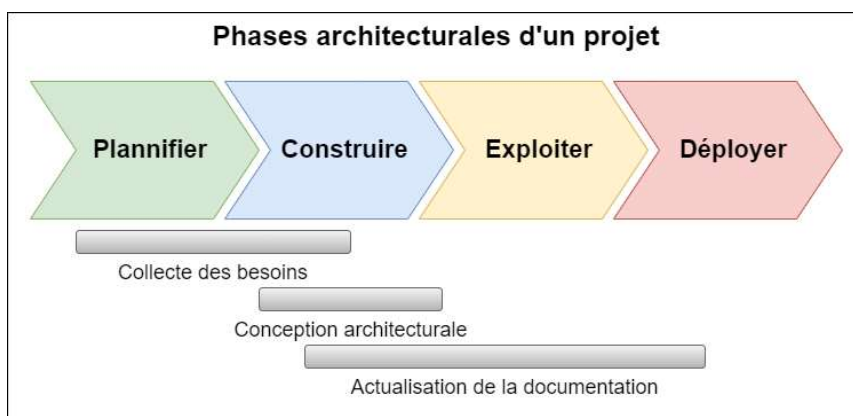 Phases architecturales d'un projet
Plannifier
Construire
Exploiter
Déployer
Collecte des besoins
Conception architecturale
Actualisation de la documentation